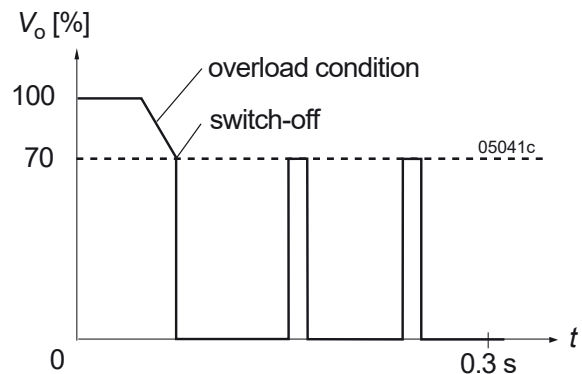 Vo [%]
overload condition
100
switch-off
70
05041c
t
0
0.3 s